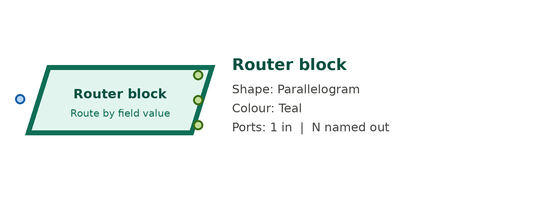 Router block
Route by field value
Router block
Shape: Parallelogram
Colour: Teal
Ports: 1 in | N named out